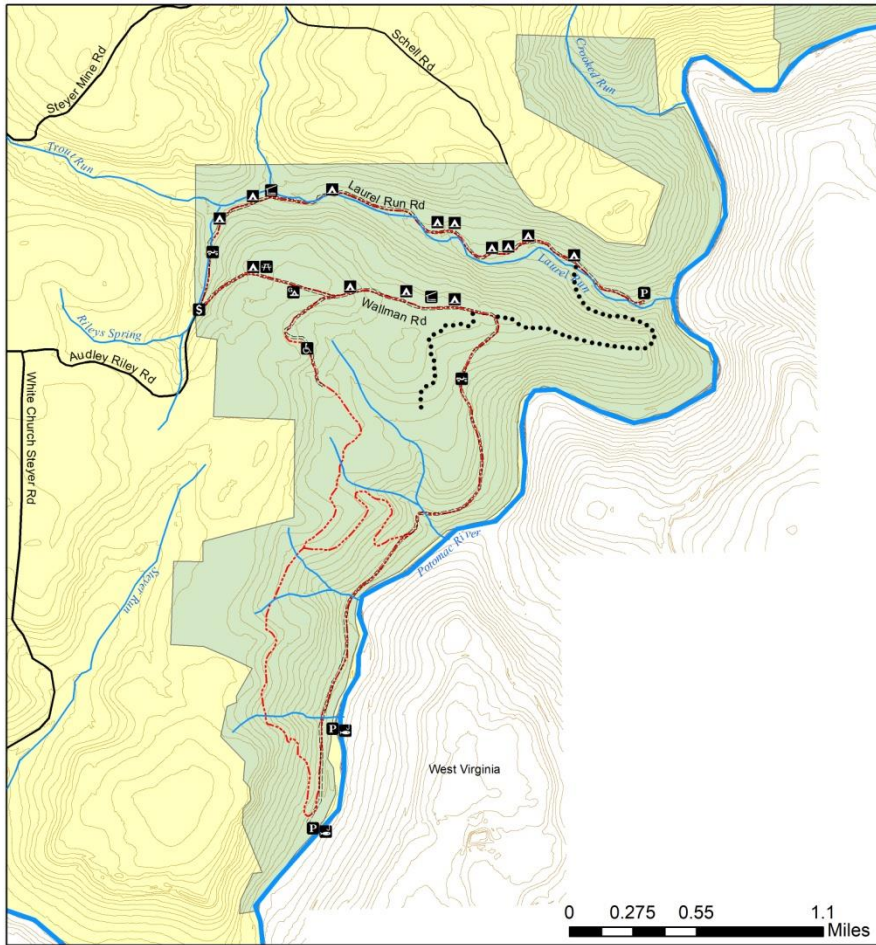 Steyer Mine Rd
Schell Rd
Crooked Run
Trout Run
Laurel Run Rd
Laurel Run
P
$
Wallman Rd
Rileys Spring
Audley Riley Rd
White Church Steyer Rd
Steyer Run
Potomac River
P
West Virginia
P
0 0.275 0.55 1.1
Miles